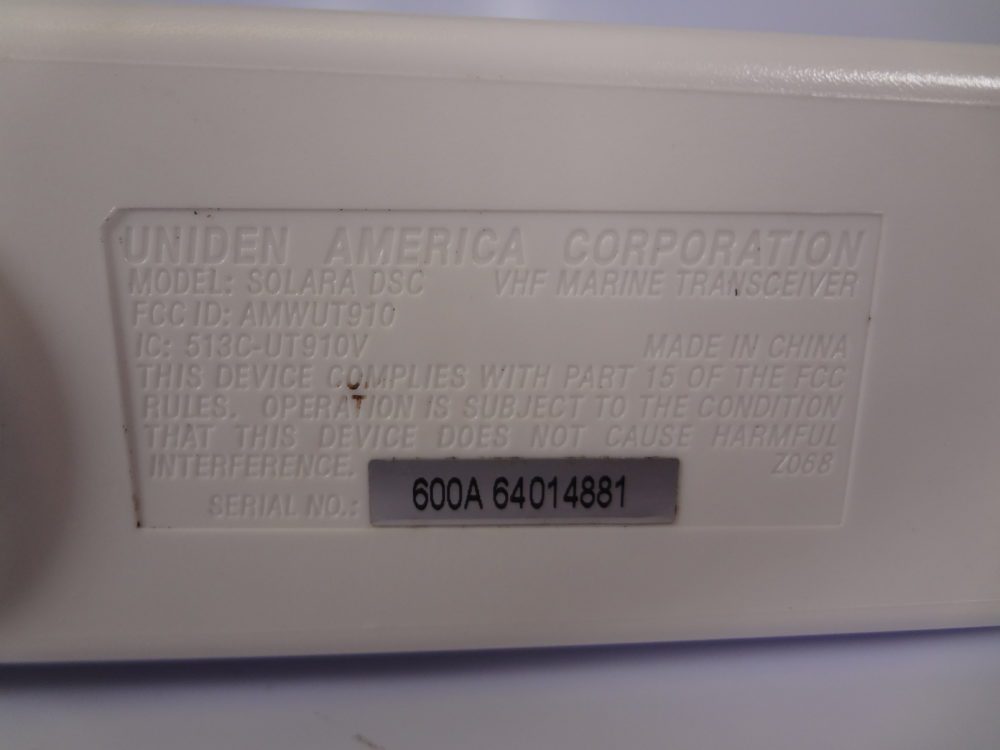 UNIDEN AMERICA CORPORATION
MODEL: SOLARA DSC VHF MARINE TRANSCEIVER
FCC ID: AMWUT910
IC: 513C-UT910V MADE IN CHINA
THIS DEVICE COMPLIES WITH PART 15 OF THE FCC
RULES. OPERATION IS SUBJECT TO THE CONDITION
THAT THIS DEVICE DOES NOT CAUSE HARMFUL
INTERFERENCE. Z068
SERIAL NO.: 600A 64014881